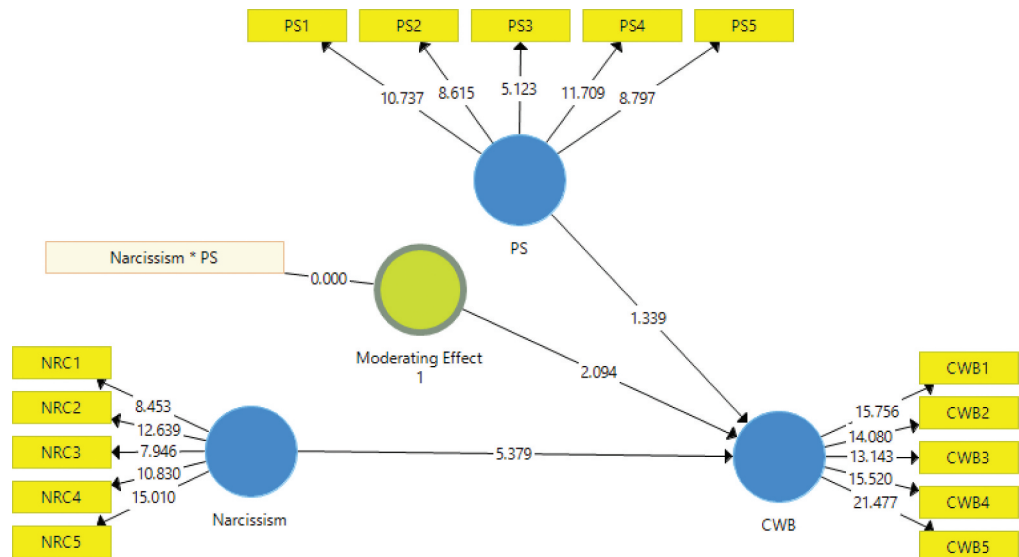 PS1 PS2 PS3 PS4 PS5
10.737 8.615 5.123 11.709 8.797
PS
Narcissism * PS
0.000
Moderating Effect
1
1.339
2.094
NRC1
NRC2
NRC3
NRC4
NRC5
8.453
12.639
7.946
10.830
15.010
Narcissism
5.379
CWB
15.756
14.080
13.143
15.520
21.477
CWB1
CWB2
CWB3
CWB4
CWB5